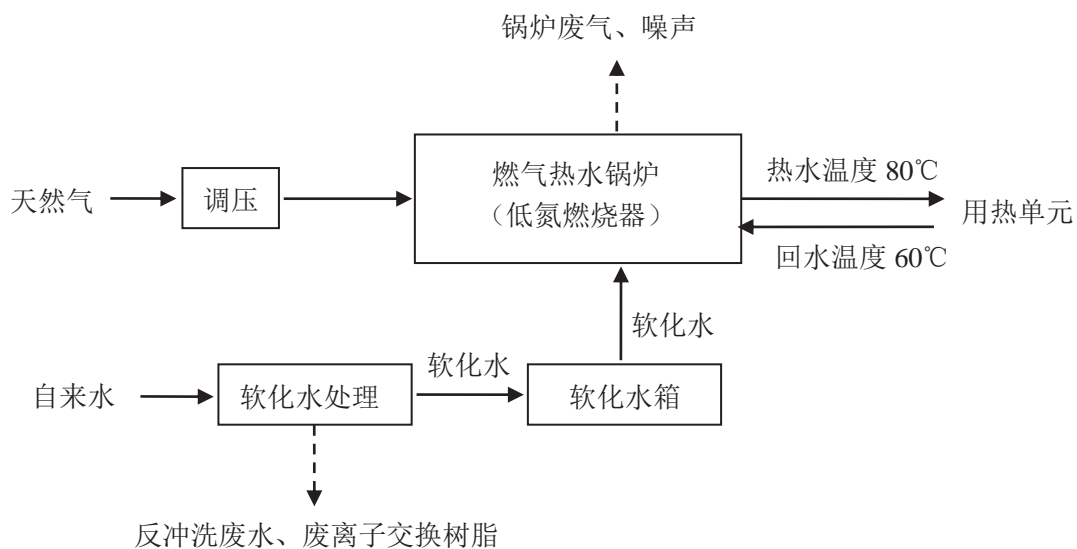 锅炉废气、噪声
天然气
调压
燃气热水锅炉
（低氮燃烧器）
热水温度 80℃
用热单元
回水温度 60℃
软化水
自来水
软化水处理
软化水
软化水箱
反冲洗废水、废离子交换树脂